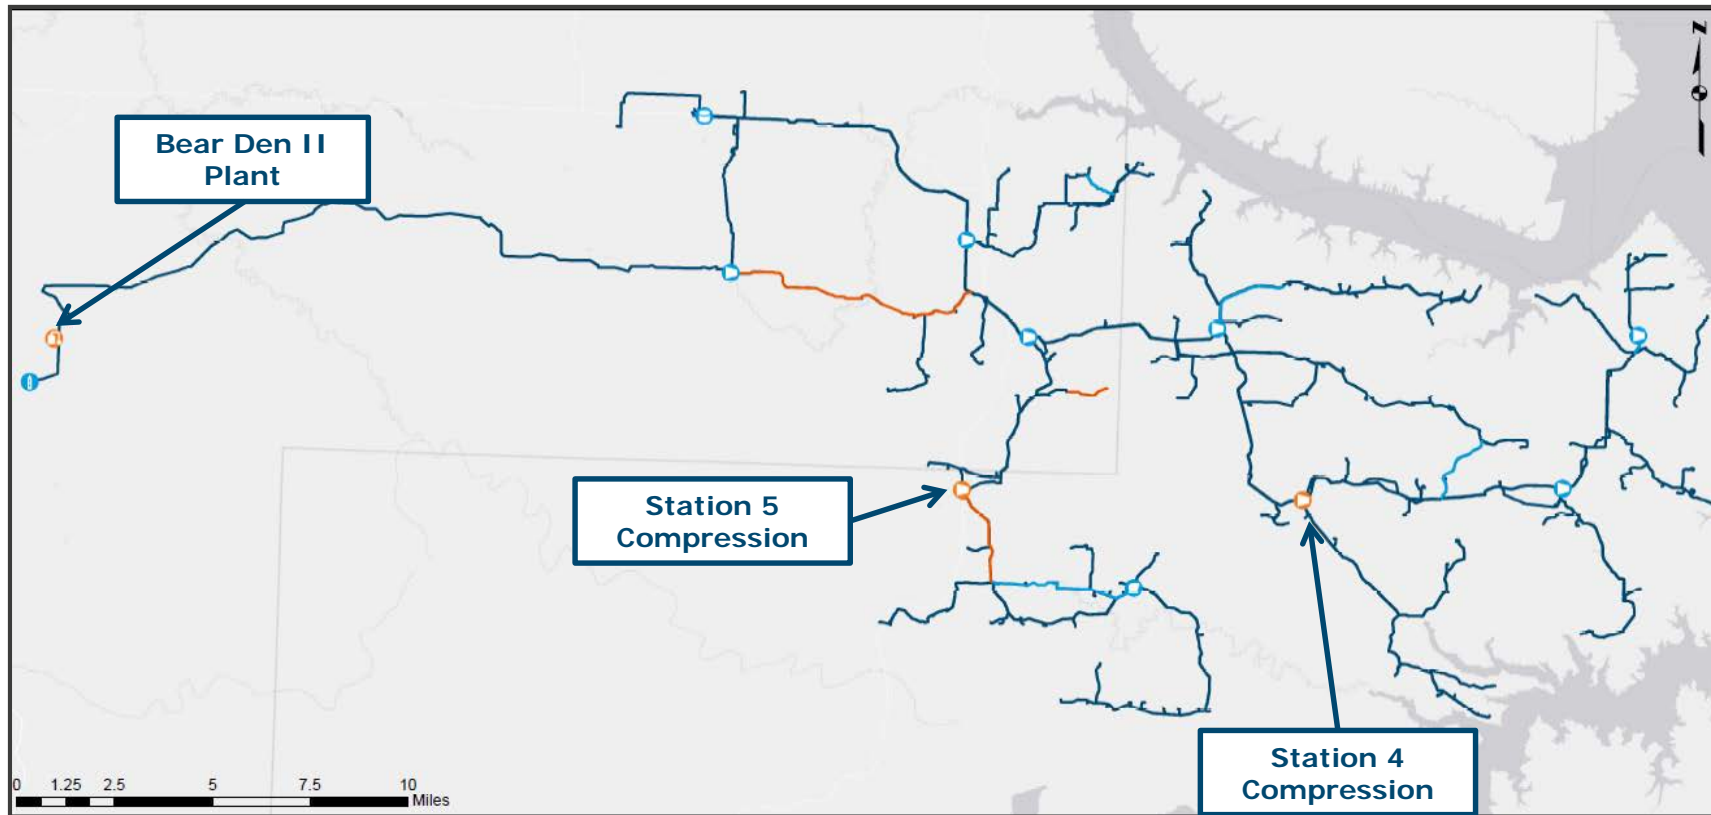 N
Bear Den II
Plant
Station 5
Compression
Station 4
Compression
0 1.25 2.5 5 7.5 10
Miles